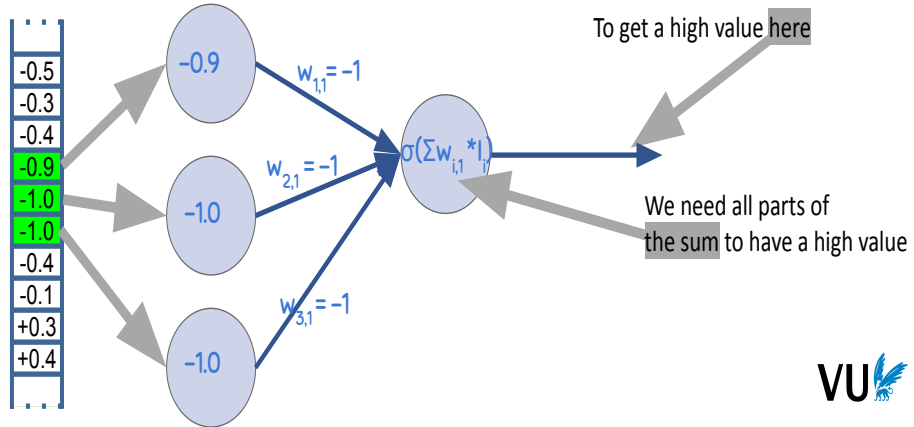 To get a high value here
-0.5
-0.3
-0.4
-0.9
-1.0
-1.0
-0.4
-0.1
+0.3
+0.4
−0.9
−1.0
−1.0
w1,1 = −1
w2,1 = −1
w3,1 = −1
σ(Σwi,1*Ii)
We need all parts of
the sum to have a high value
VU